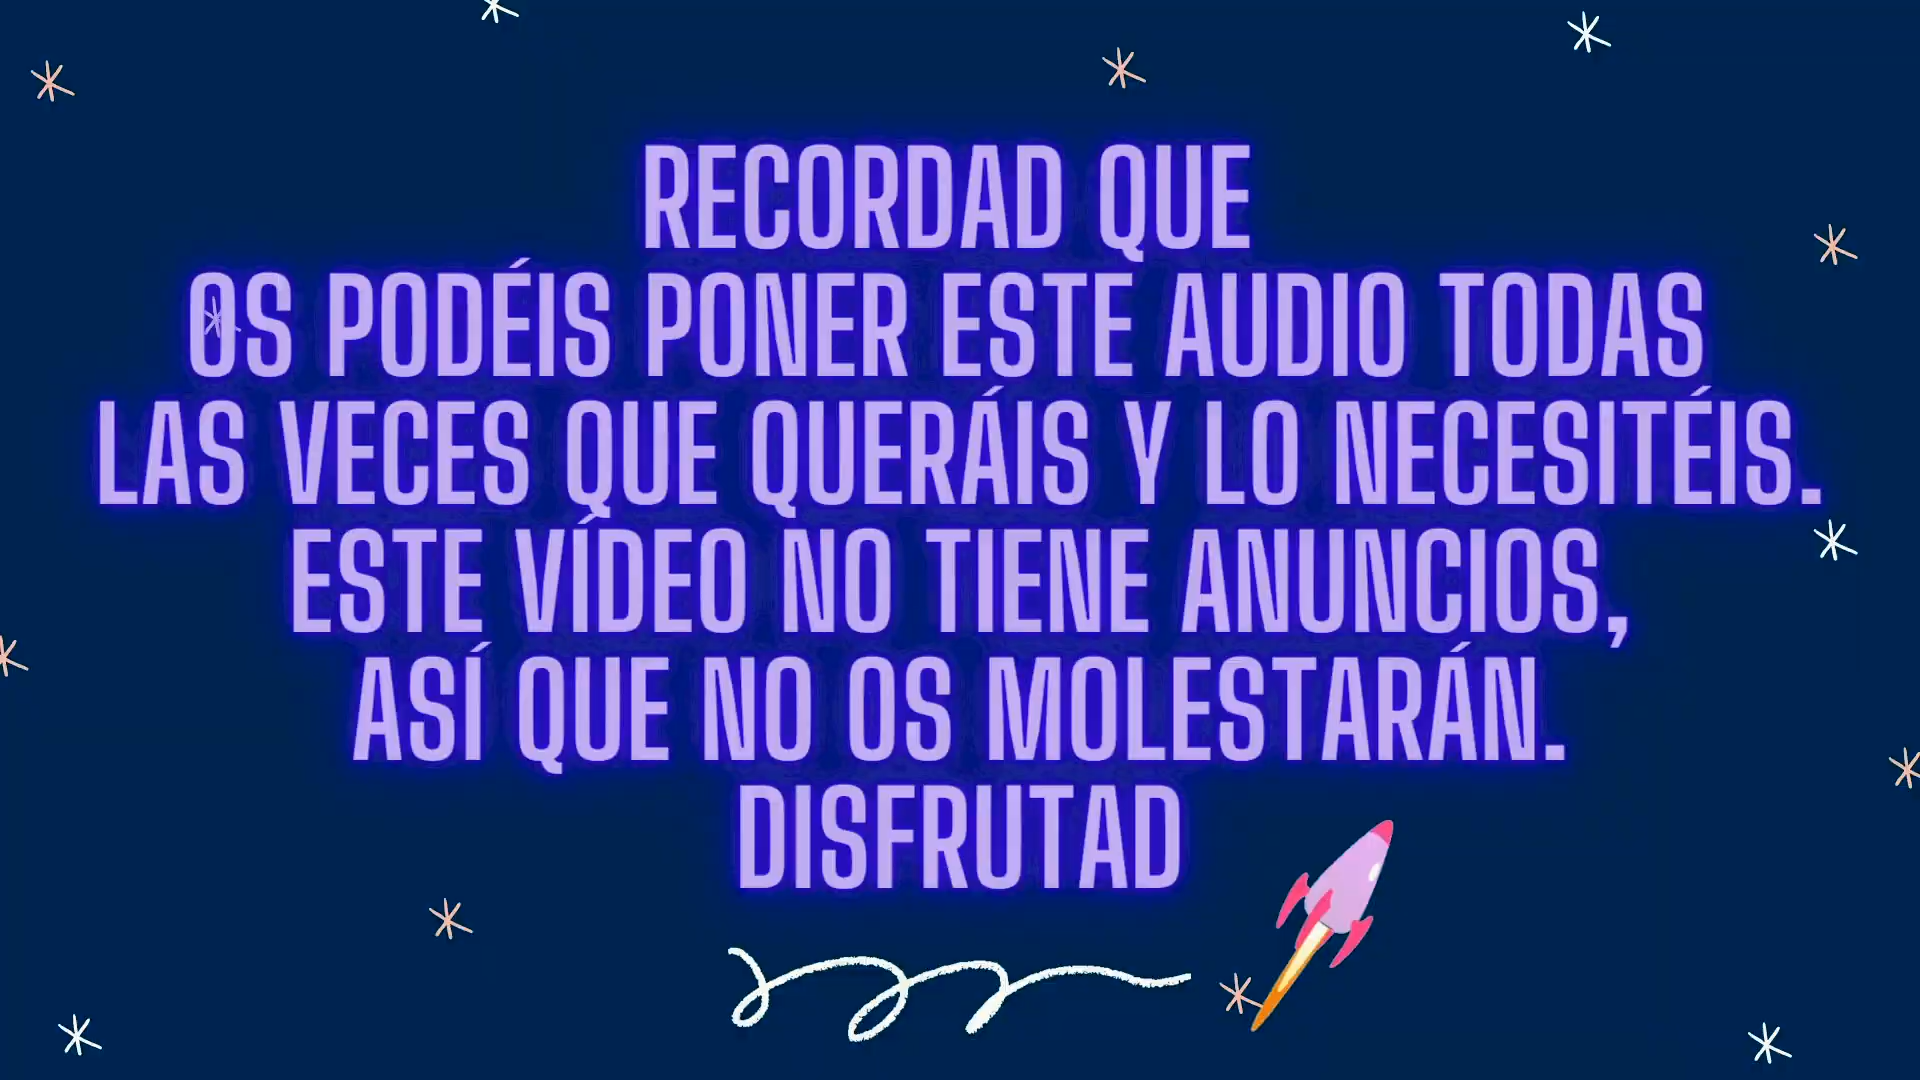 RECORDAD QUE
OS PODÉIS PONER ESTE AUDIO TODAS
LAS VECES QUE QUERÁIS Y LO NECESITÉIS.
ESTE VÍDEO NO TIENE ANUNCIOS,
ASÍ QUE NO OS MOLESTARÁN.
DISFRUTAD